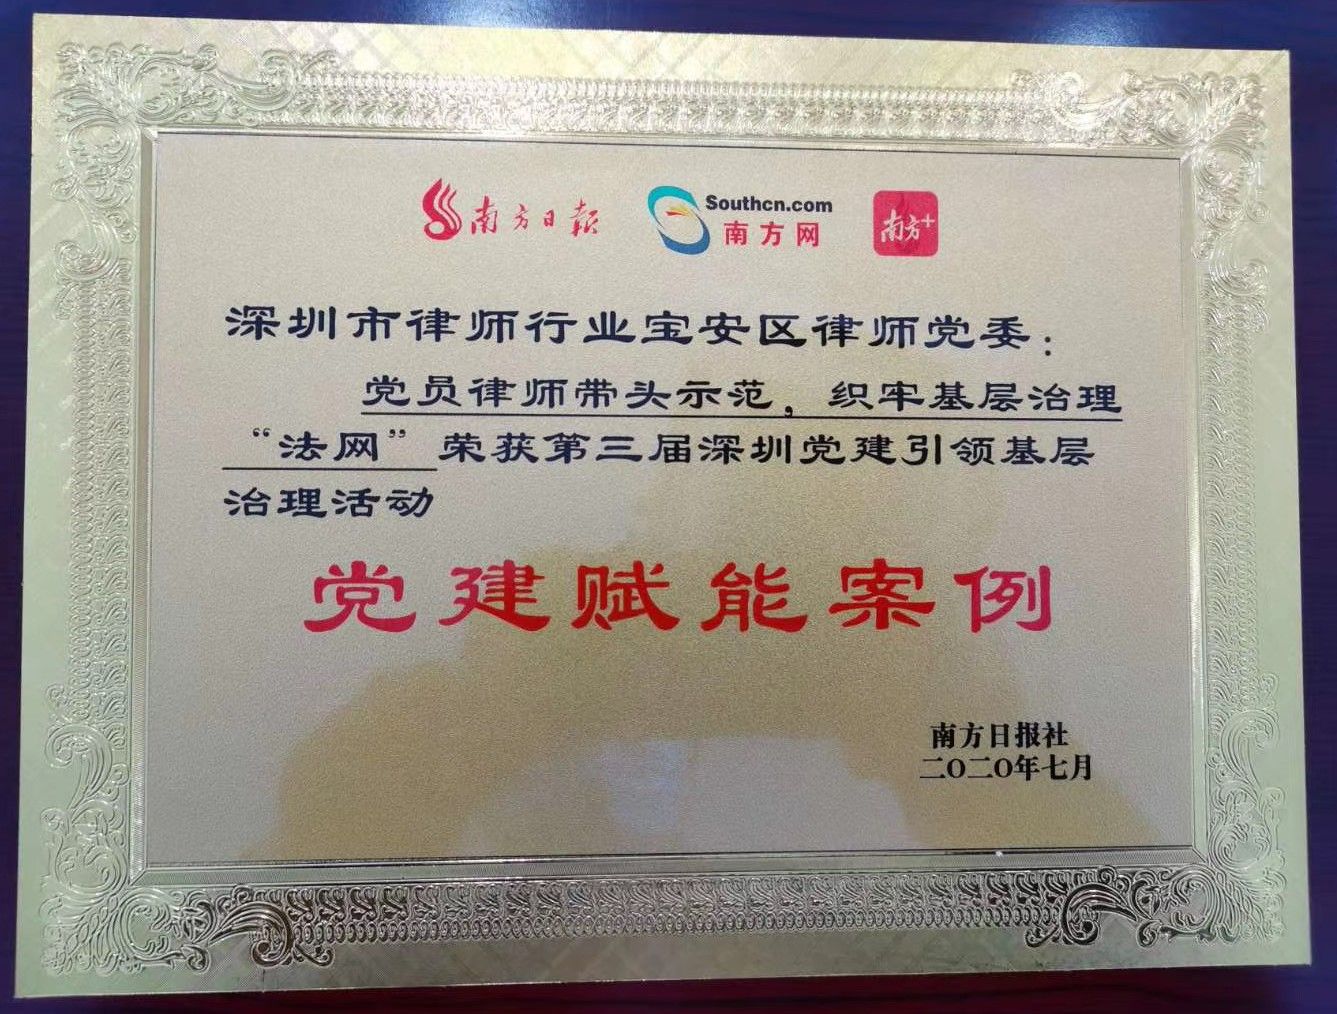 南方日报
Southcn.com
南方网
南方+
深圳市律师行业宝安区律师党委：
党员律师带头示范，织牢基层治理
“法网”荣获第三届深圳党建引领基层
治理活动
党建赋能案例
南方日报社
二〇二〇年七月